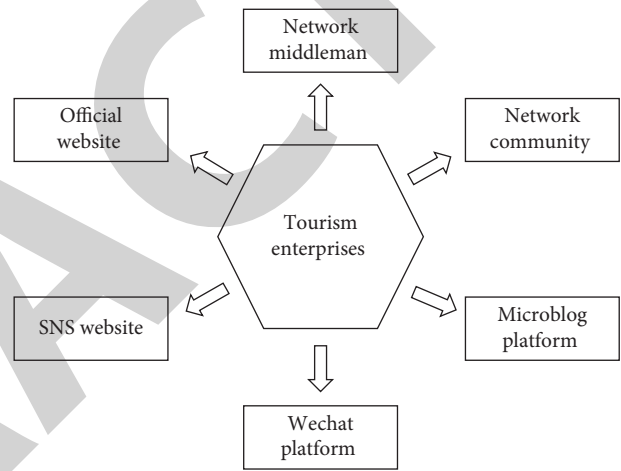 Network
middleman
Official
website
Network
community
Tourism
enterprises
SNS website
Microblog
platform
Wechat
platform